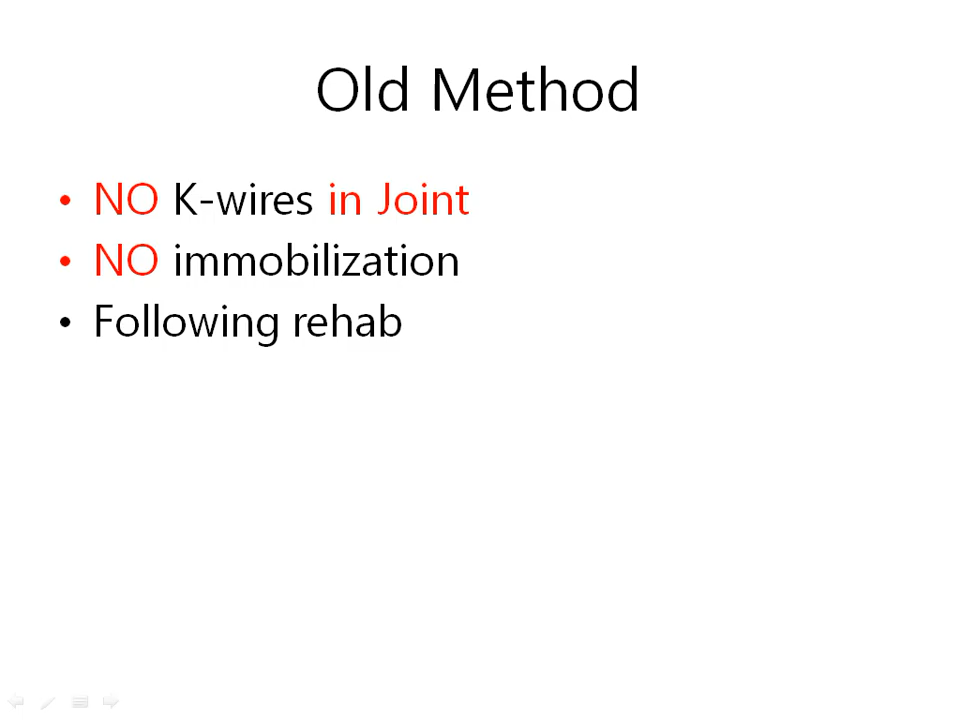 Old Method
• NO K-wires in Joint
• NO immobilization
• Following rehab